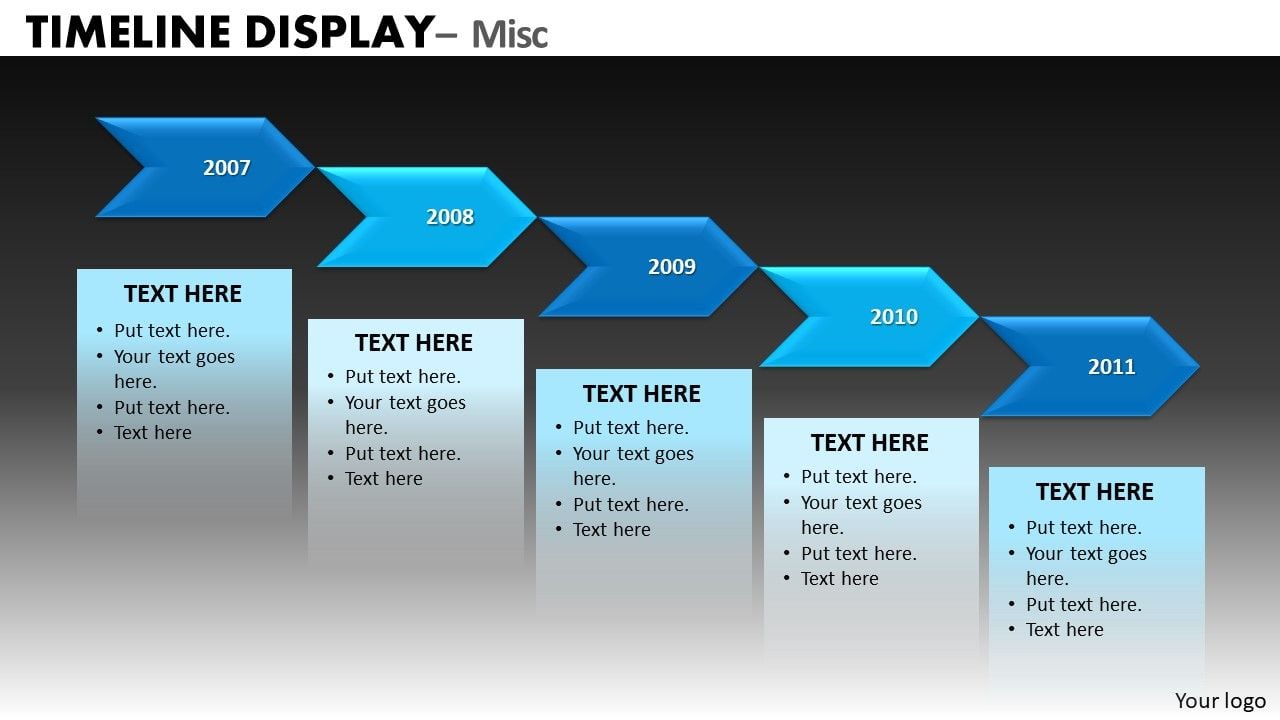 TIMELINE DISPLAY– Misc
2007
2008
2009
2010
2011
TEXT HERE
• Put text here.
• Your text goes
here.
• Put text here.
• Text here
TEXT HERE
• Put text here.
• Your text goes
here.
• Put text here.
• Text here
TEXT HERE
• Put text here.
• Your text goes
here.
• Put text here.
• Text here
TEXT HERE
• Put text here.
• Your text goes
here.
• Put text here.
• Text here
TEXT HERE
• Put text here.
• Your text goes
here.
• Put text here.
• Text here
Your logo